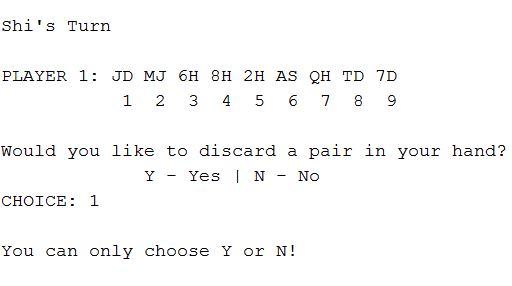 Shi's Turn
PLAYER 1: JD MJ 6H 8H 2H AS QH TD 7D
1 2 3 4 5 6 7 8 9
Would you like to discard a pair in your hand?
Y - Yes | N - No
CHOICE: 1
You can only choose Y or N!